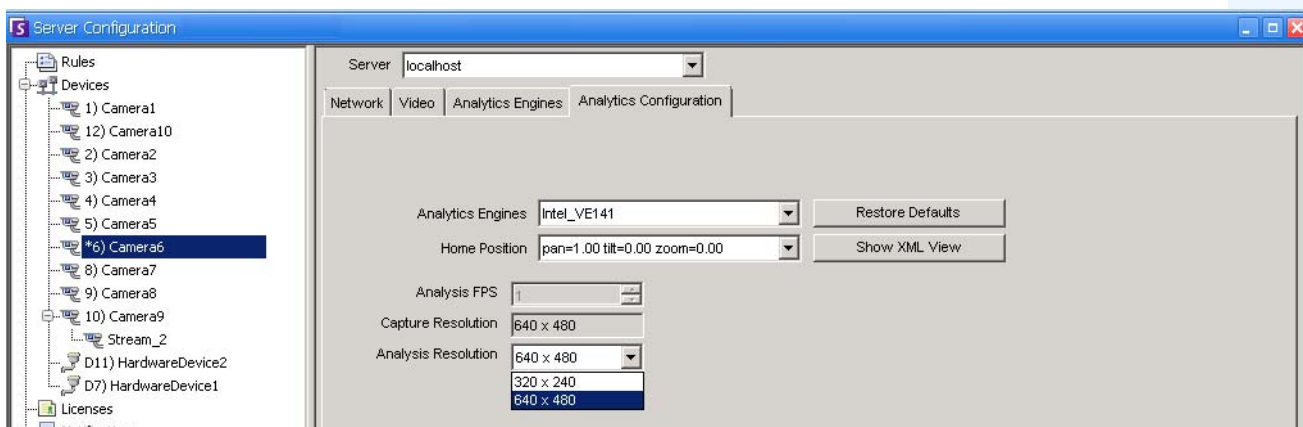 S Server Configuration
Rules
Devices
1) Camera1
12) Camera10
2) Camera2
3) Camera3
4) Camera4
5) Camera5
*6) Camera6
8) Camera7
9) Camera8
10) Camera9
Stream_2
D11) HardwareDevice2
D7) HardwareDevice1
Licenses
Server localhost
Network Video Analytics Engines Analytics Configuration
Analytics Engines Intel_VE141 Restore Defaults
Home Position pan=1.00 tilt=0.00 zoom=0.00 Show XML View
Analysis FPS 1
Capture Resolution 640 x 480
Analysis Resolution 640 x 480
320 x 240
640 x 480